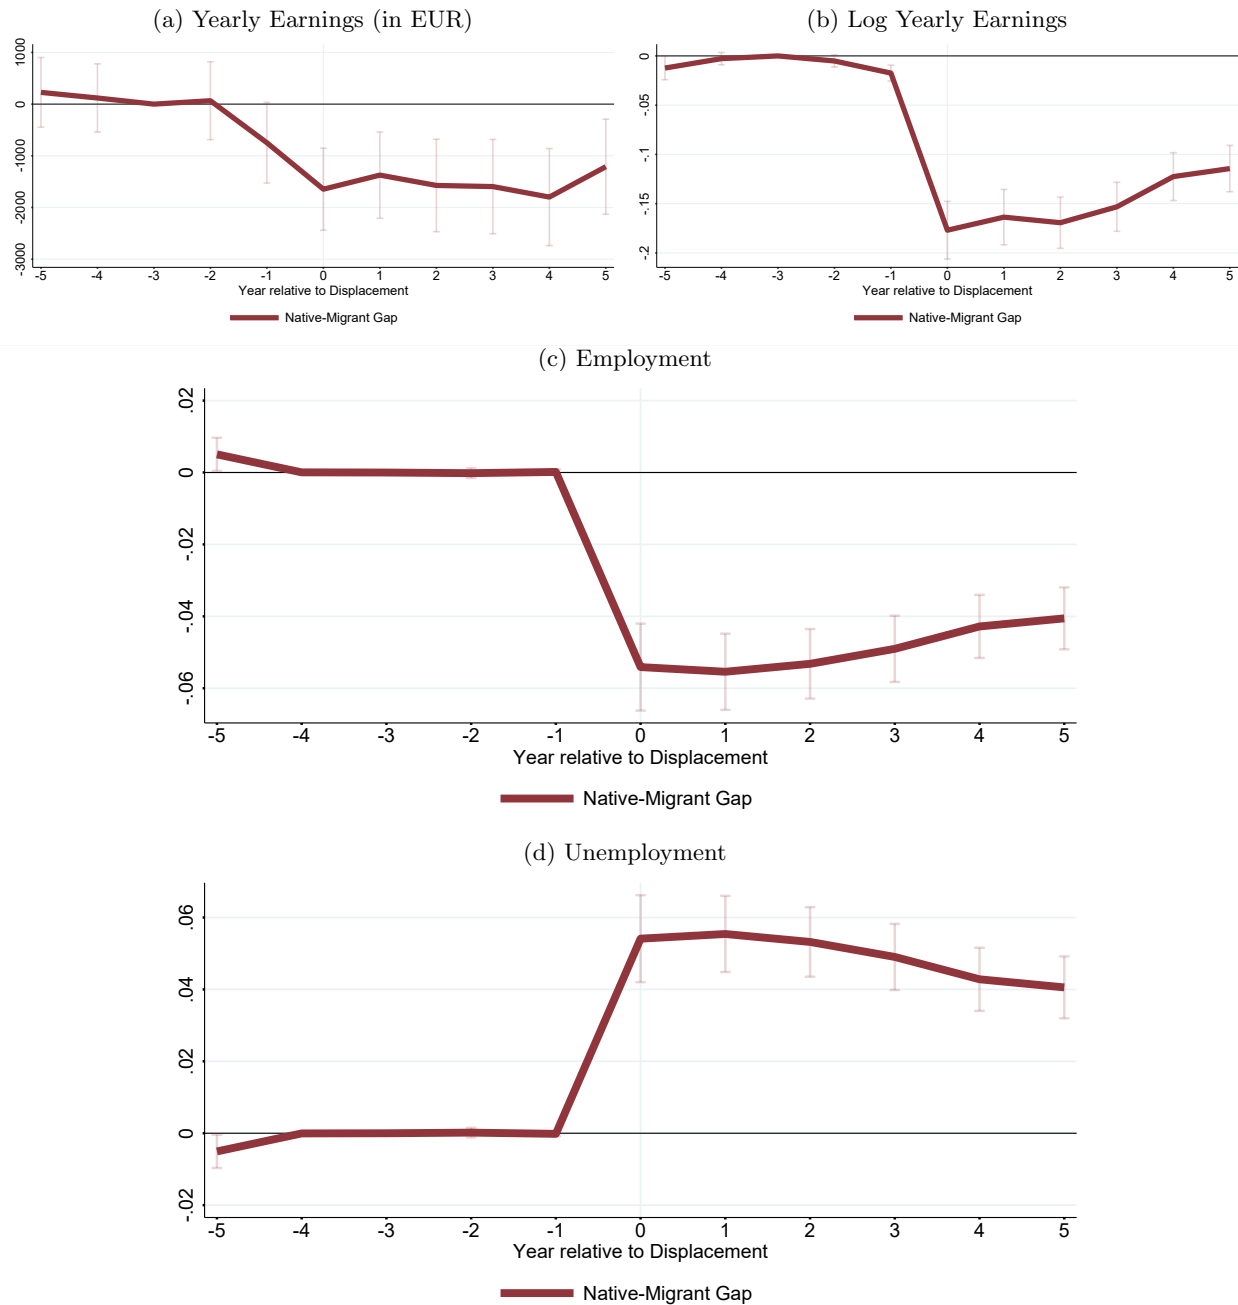 (a) Yearly Earnings (in EUR)
1000
0
-1000
-2000
-3000
-5 -4 -3 -2 -1 0 1 2 3 4 5
Year relative to Displacement
Native-Migrant Gap
(b) Log Yearly Earnings
0
-.05
-.1
-.15
-.2
-5 -4 -3 -2 -1 0 1 2 3 4 5
Year relative to Displacement
Native-Migrant Gap
(c) Employment
.02
0
-.02
-.04
-.06
-5 -4 -3 -2 -1 0 1 2 3 4 5
Year relative to Displacement
Native-Migrant Gap
(d) Unemployment
.06
.04
.02
0
-.02
-5 -4 -3 -2 -1 0 1 2 3 4 5
Year relative to Displacement
Native-Migrant Gap